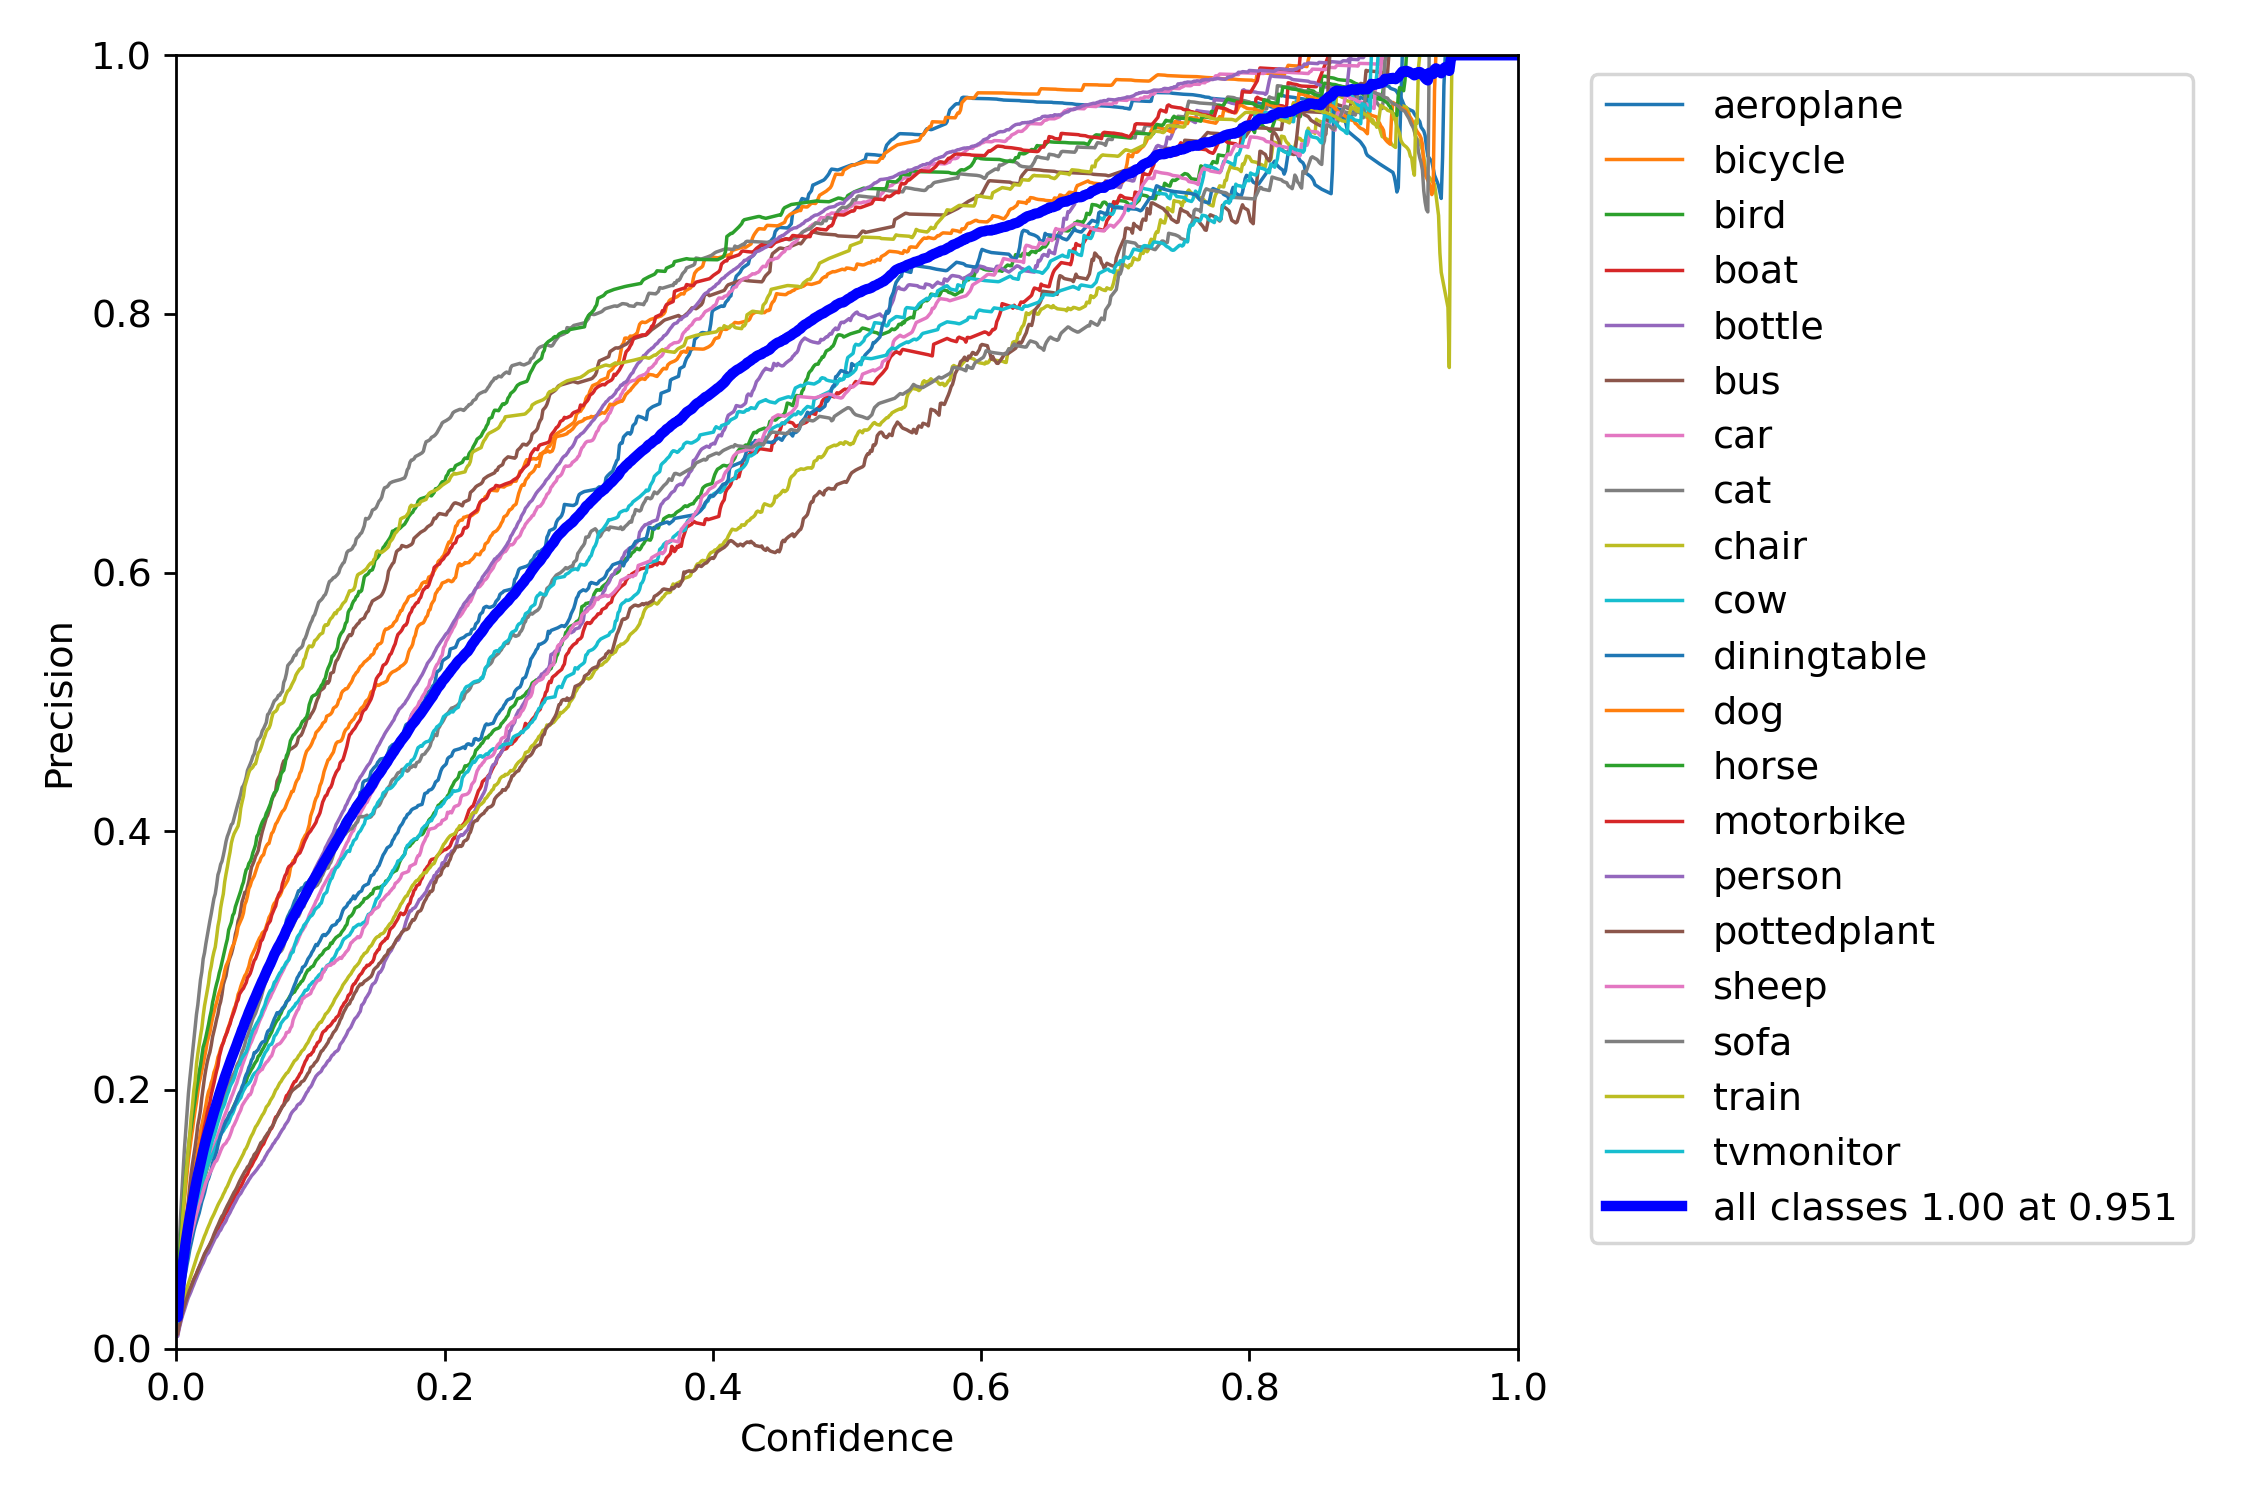 1.0
0.8
0.6
0.4
0.2
0.0
Precision
0.0 0.2 0.4 0.6 0.8 1.0
Confidence
aeroplane
bicycle
bird
boat
bottle
bus
car
cat
chair
cow
diningtable
dog
horse
motorbike
person
pottedplant
sheep
sofa
train
tvmonitor
all classes 1.00 at 0.951